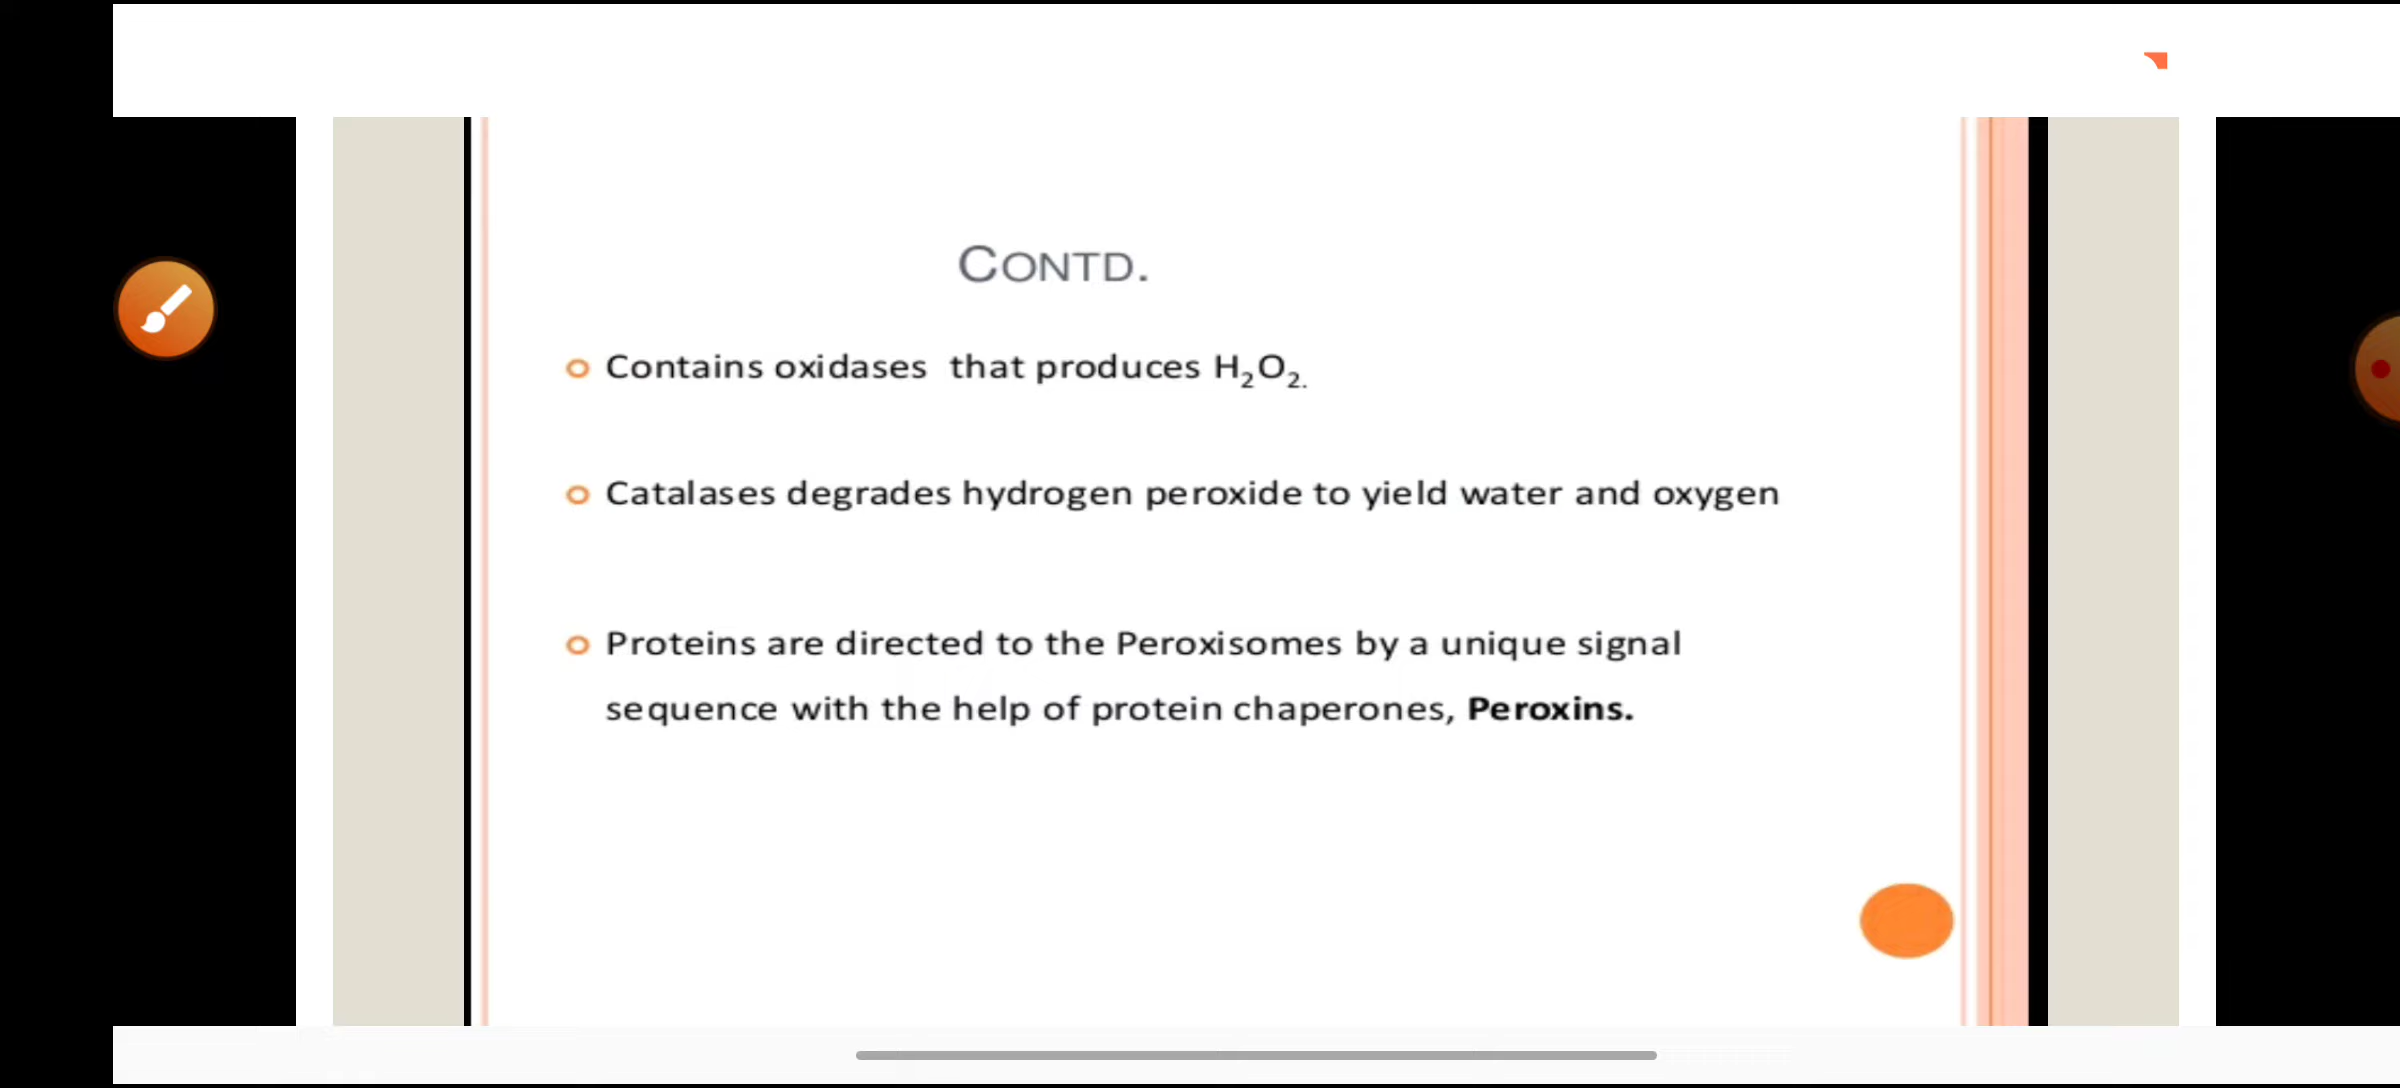 CONTD.
Contains oxidases that produces H₂O₂.
Catalases degrades hydrogen peroxide to yield water and oxygen
Proteins are directed to the Peroxisomes by a unique signal
sequence with the help of protein chaperones, Peroxins.